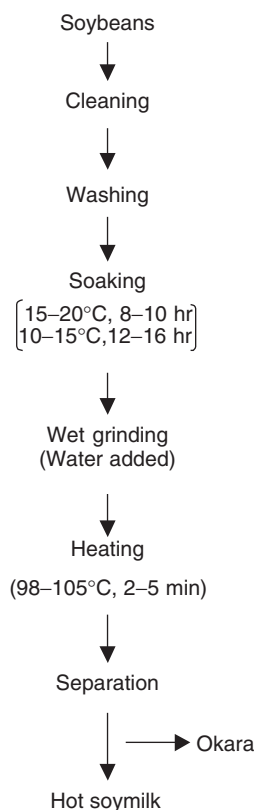 Soybeans
Cleaning
Washing
Soaking
15–20°C, 8–10 hr
10–15°C,12–16 hr
Wet grinding
(Water added)
Heating
(98–105°C, 2–5 min)
Separation
Okara
Hot soymilk